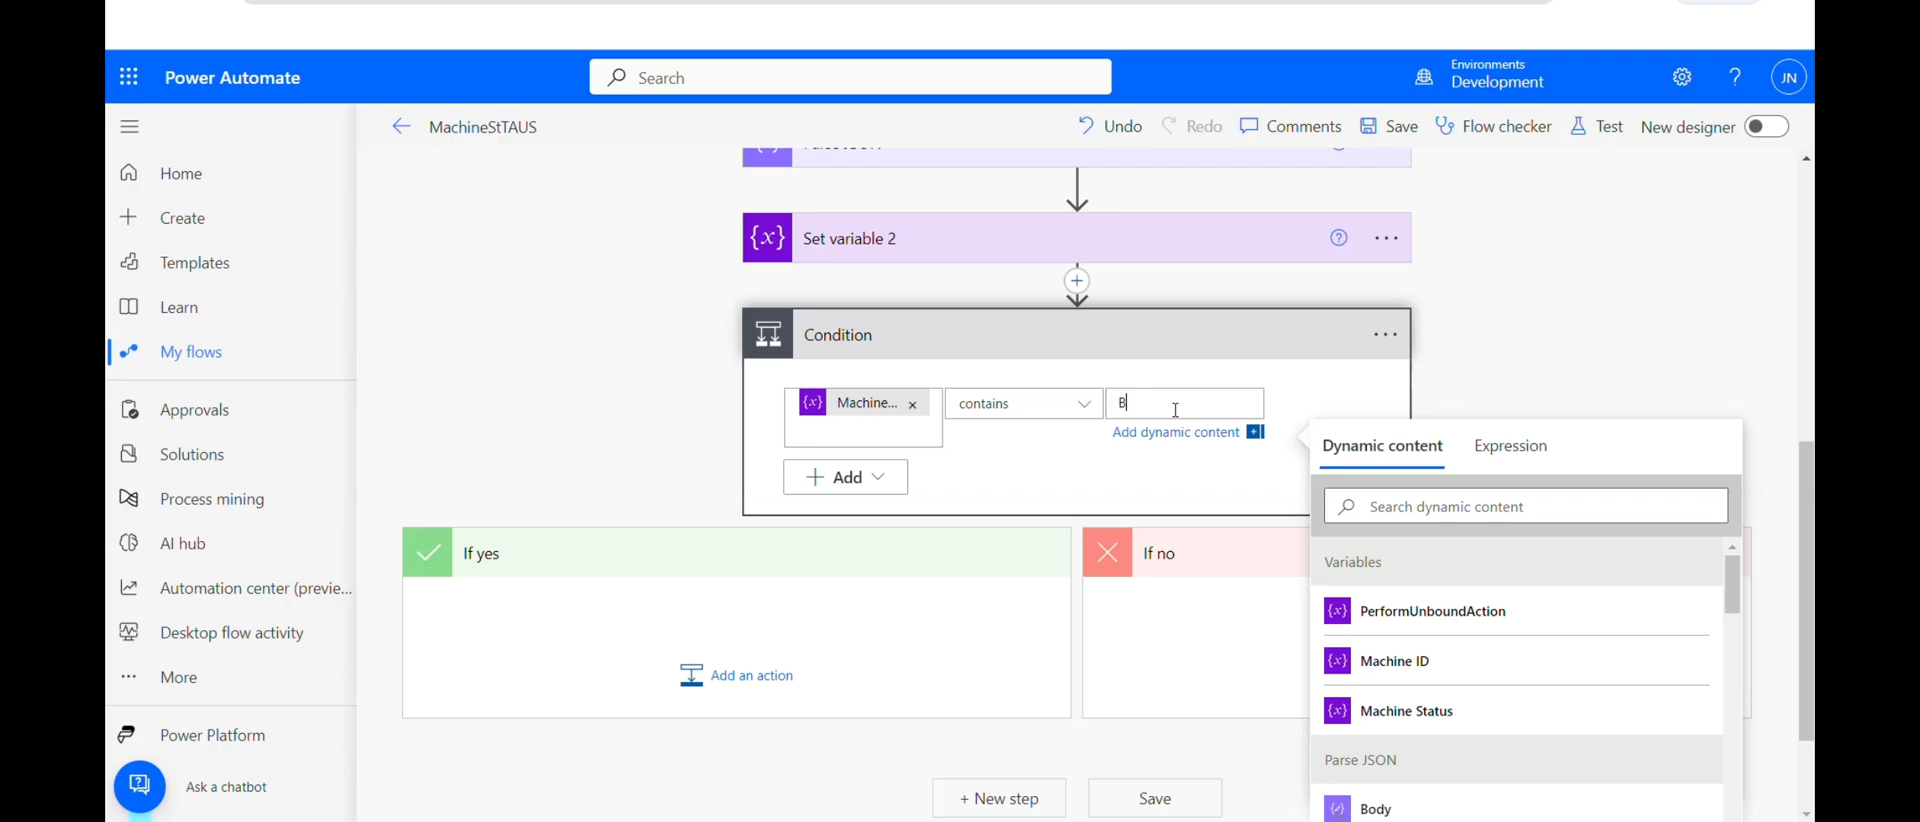 Power Automate
Search
Environments
Development
?
JN
MachineStTAUS
Undo
Redo
Comments
Save
Flow checker
Test
New designer
Home
Create
Templates
Learn
My flows
Approvals
Solutions
Process mining
AI hub
Automation center (previe...
Desktop flow activity
More
Power Platform
Ask a chatbot
{x} Set variable 2
Condition
{x} Machine... ×
contains
B
Add dynamic content
+ Add
If yes
Add an action
If no
+ New step
Save
Dynamic content
Expression
Search dynamic content
Variables
{x} PerformUnboundAction
{x} Machine ID
{x} Machine Status
Parse JSON
Body